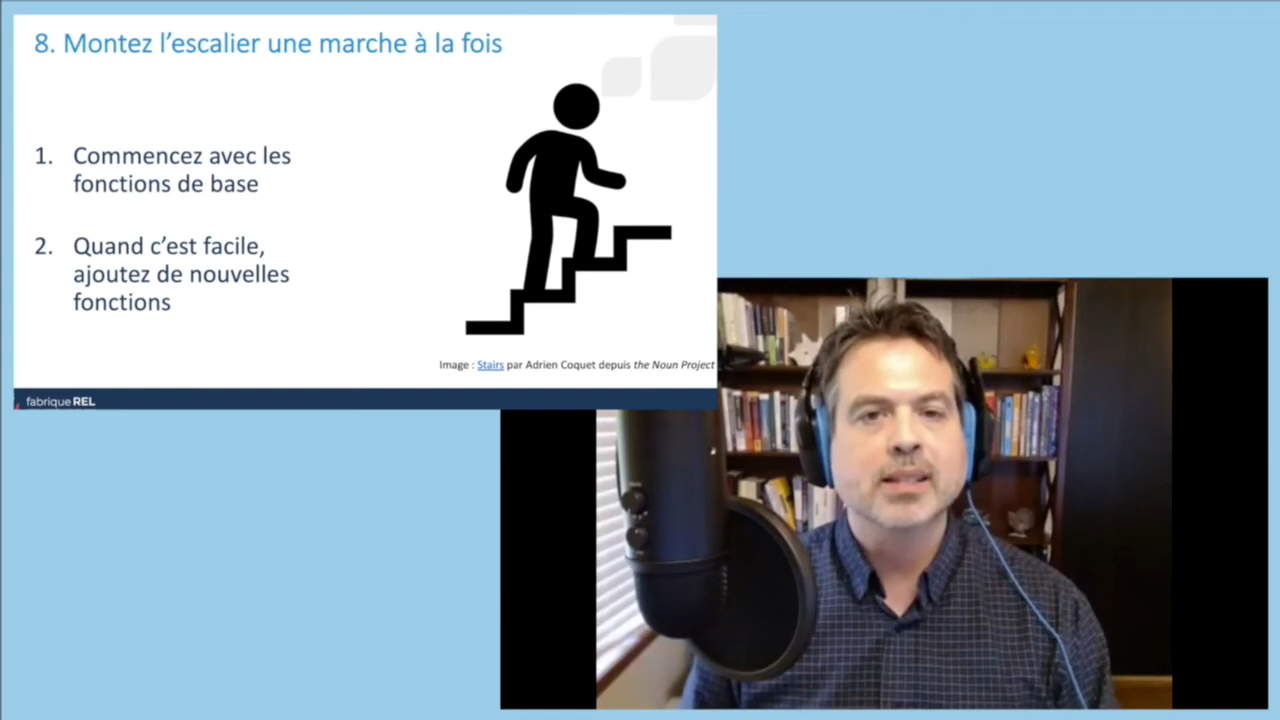 8. Montez l’escalier une marche à la fois
1. Commencez avec les
fonctions de base
2. Quand c’est facile,
ajoutez de nouvelles
fonctions
Image : Stairs par Adrien Coquet depuis the Noun Project
fabrique REL